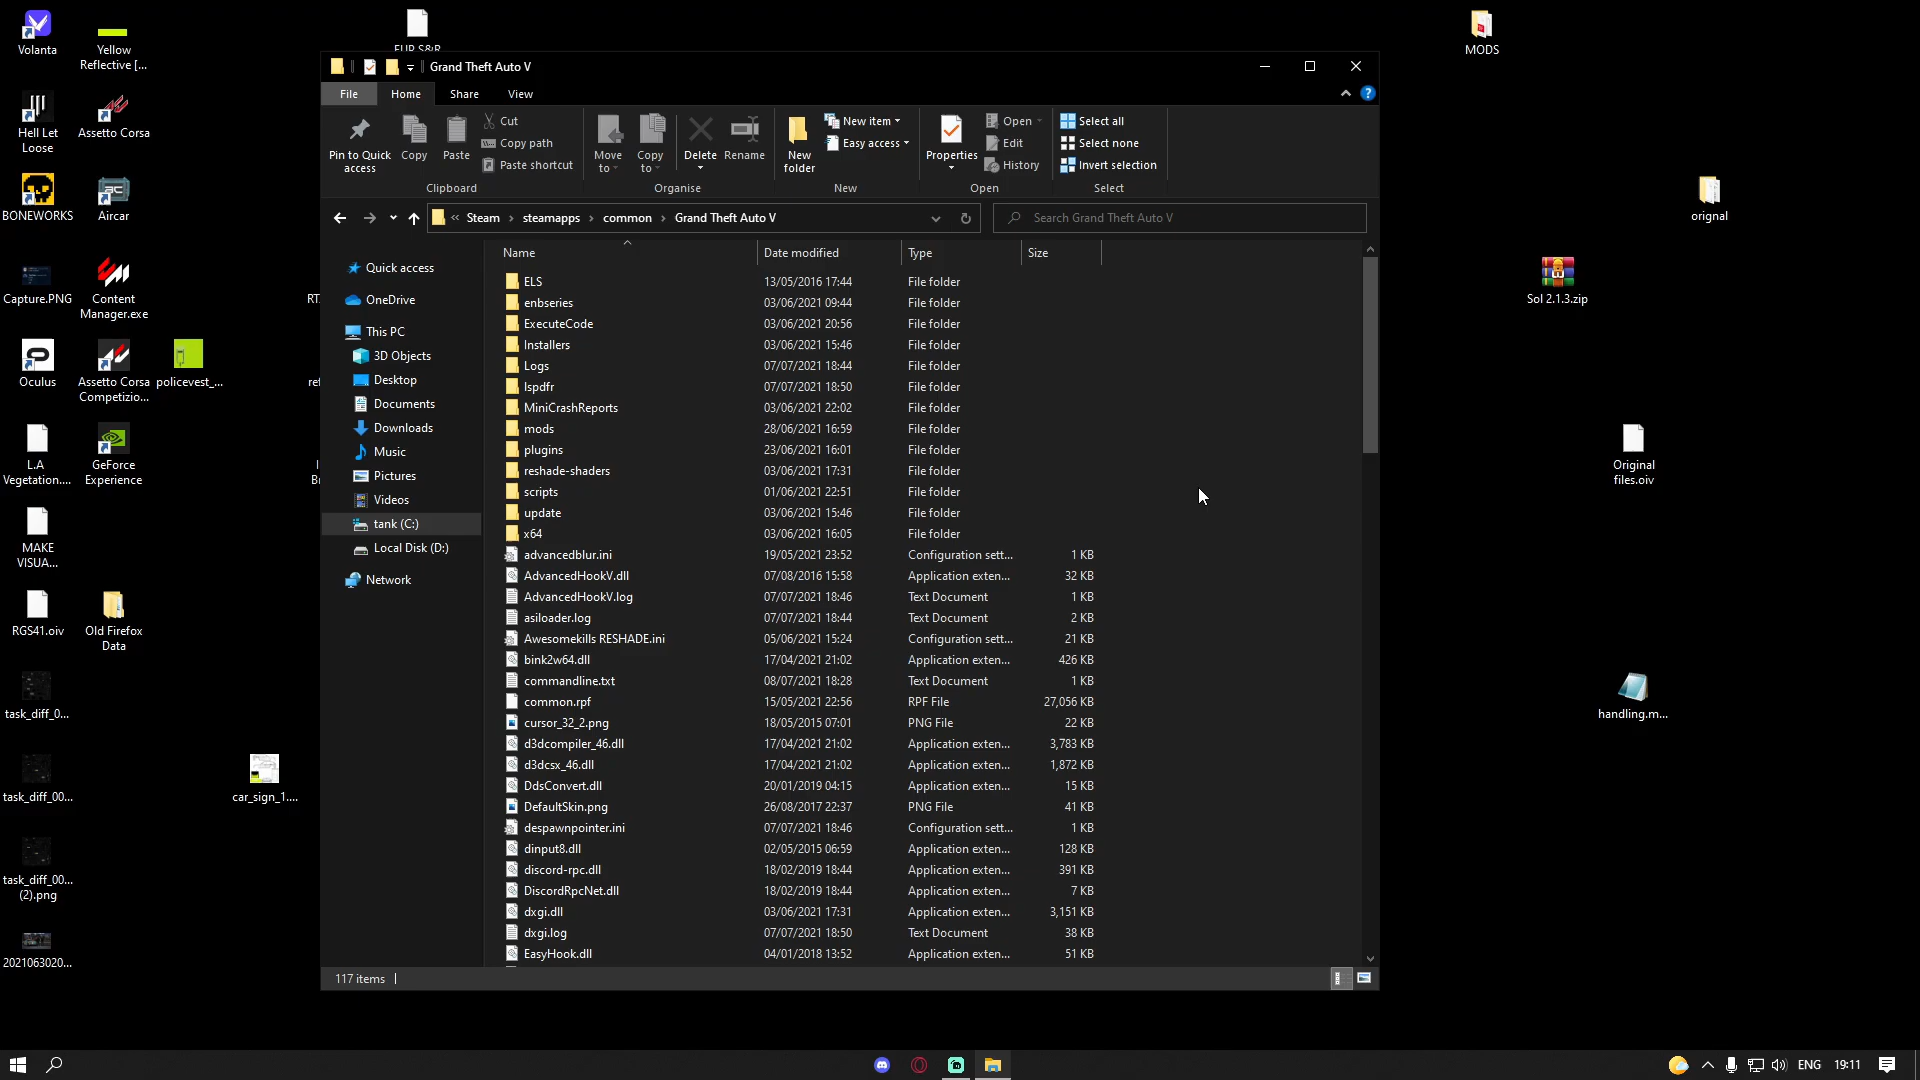 Volanta
Yellow
Reflective [...
Hell Let
Loose
Assetto Corsa
BONEWORKS
Aircar
Capture.PNG
Content
Manager.exe
Oculus
Assetto Corsa
Competizio...
policevest_...
L.A
Vegetation....
GeForce
Experience
MAKE
VISUA...
RGS41.oiv
Old Firefox
Data
task_diff_0...
task_diff_00...
car_sign_1....
task_diff_00...
(2).png
2021063020...
EUP S&R
RT
ref
Grand Theft Auto V
File
Home
Share
View
Pin to Quick
access
Copy
Paste
Cut
Copy path
Paste shortcut
Clipboard
Move
to
Copy
to
Delete
Rename
Organise
New
folder
New item
Easy access
New
Properties
Open
Edit
History
Open
Select all
Select none
Invert selection
Select
« Steam › steamapps › common › Grand Theft Auto V
Search Grand Theft Auto V
Quick access
OneDrive
This PC
3D Objects
Desktop
Documents
Downloads
Music
Pictures
Videos
tank (C:)
Local Disk (D:)
Network
Name Date modified Type Size
ELS 13/05/2016 17:44 File folder
enbseries 03/06/2021 09:44 File folder
ExecuteCode 03/06/2021 20:56 File folder
Installers 03/06/2021 15:46 File folder
Logs 07/07/2021 18:44 File folder
lspdfr 07/07/2021 18:50 File folder
MiniCrashReports 03/06/2021 22:02 File folder
mods 28/06/2021 16:59 File folder
plugins 23/06/2021 16:01 File folder
reshade-shaders 03/06/2021 17:31 File folder
scripts 01/06/2021 22:51 File folder
update 03/06/2021 15:46 File folder
x64 03/06/2021 16:05 File folder
advancedblur.ini 19/05/2021 23:52 Configuration sett... 1 KB
AdvancedHookV.dll 07/08/2016 15:58 Application exten... 32 KB
AdvancedHookV.log 07/07/2021 18:46 Text Document 1 KB
asiloader.log 07/07/2021 18:44 Text Document 2 KB
Awesomekills RESHADE.ini 05/06/2021 15:24 Configuration sett... 21 KB
bink2w64.dll 17/04/2021 21:02 Application exten... 426 KB
commandline.txt 08/07/2021 18:28 Text Document 1 KB
common.rpf 15/05/2021 22:56 RPF File 27,056 KB
cursor_32_2.png 18/05/2015 07:01 PNG File 22 KB
d3dcompiler_46.dll 17/04/2021 21:02 Application exten... 3,783 KB
d3dcsx_46.dll 17/04/2021 21:02 Application exten... 1,872 KB
DdsConvert.dll 20/01/2019 04:15 Application exten... 15 KB
DefaultSkin.png 26/08/2017 22:37 PNG File 41 KB
despawnpointer.ini 07/07/2021 18:46 Configuration sett... 1 KB
dinput8.dll 02/05/2015 06:59 Application exten... 128 KB
discord-rpc.dll 18/02/2019 18:44 Application exten... 391 KB
DiscordRpcNet.dll 18/02/2019 18:44 Application exten... 7 KB
dxgi.dll 03/06/2021 17:31 Application exten... 3,151 KB
dxgi.log 07/07/2021 18:50 Text Document 38 KB
EasyHook.dll 04/01/2018 13:52 Application exten... 51 KB
117 items
MODS
orignal
Sol 2.1.3.zip
Original
files.oiv
handling.m...
ENG
19:11